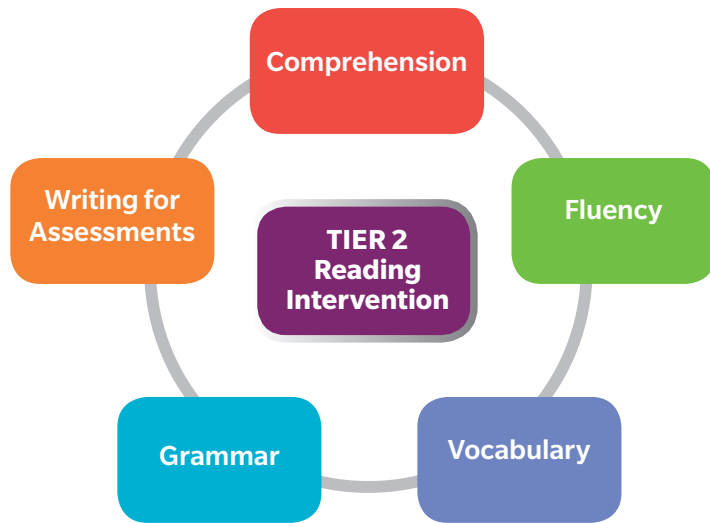 Comprehension
Writing for
Assessments
Fluency
TIER 2
Reading
Intervention
Grammar
Vocabulary